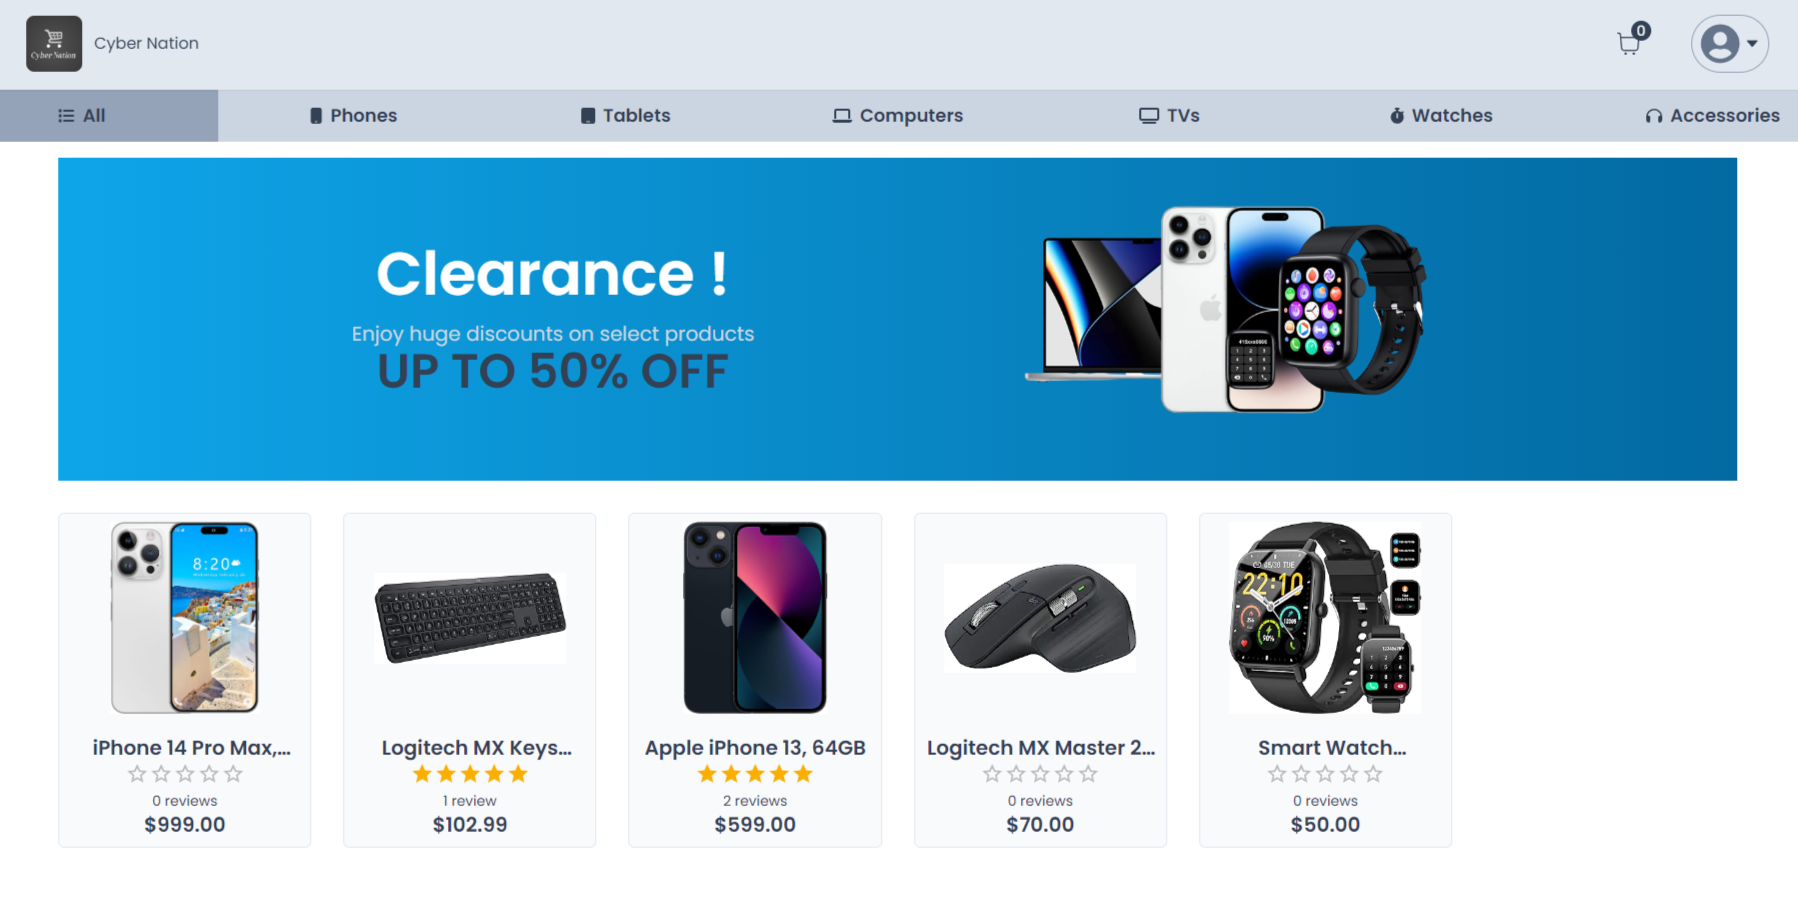 Cyber Nation
Cyber Nation
0
All
Phones
Tablets
Computers
TVs
Watches
Accessories
Clearance !
Enjoy huge discounts on select products
UP TO 50% OFF
8:20
22:10
iPhone 14 Pro Max,...
0 reviews
$999.00
Logitech MX Keys...
1 review
$102.99
Apple iPhone 13, 64GB
2 reviews
$599.00
Logitech MX Master 2...
0 reviews
$70.00
Smart Watch...
0 reviews
$50.00